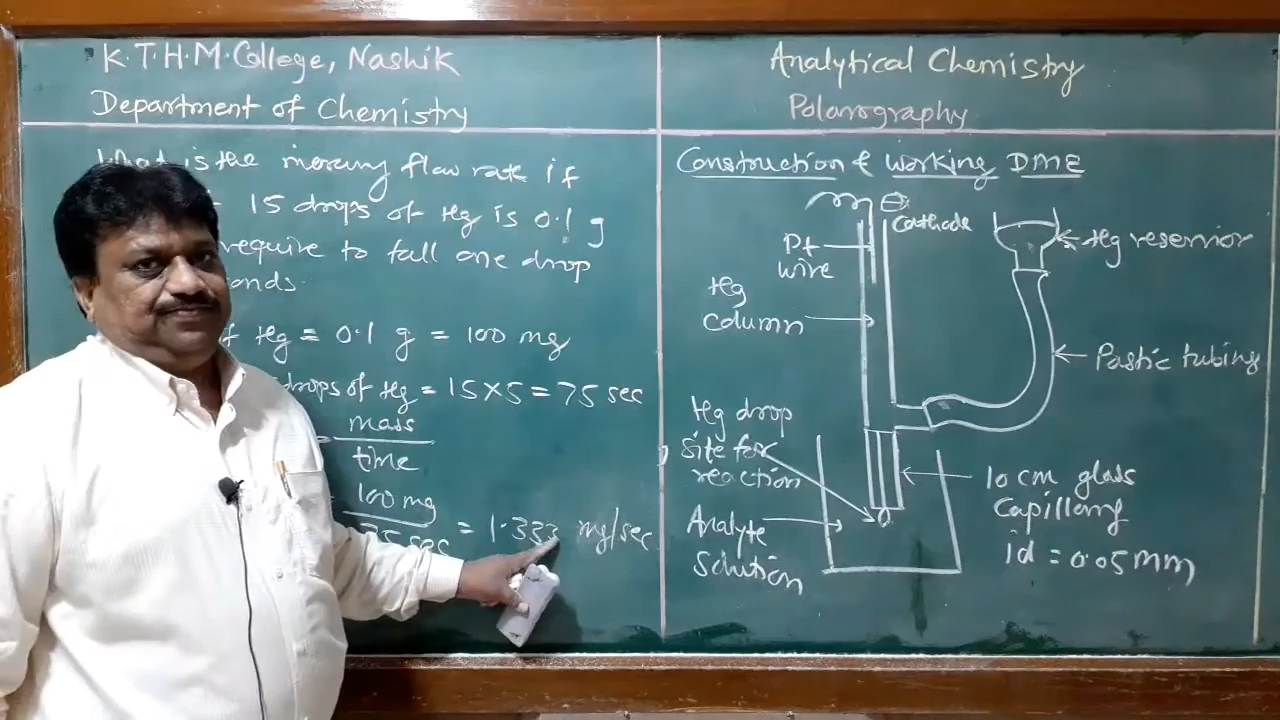 K.T.H.M. College, Nashik
Department of Chemistry
What is the mercury flow rate if
15 drops of Hg is 0.1 g
require to fall one drop
onds.
Hg = 0.1 g = 100 mg
drops of Hg = 15 × 5 = 75 sec
= mass
time
100 mg
75 sec = 1.333 mg/sec
Analytical Chemistry
Polarography
Construction & Working DME
Cathode
Pt
wire
Hg
column
Hg reservior
Pastic tubing
Hg drop
site for
reaction
10 cm glass
Capillary
id = 0.05 mm
Analyte
Solution